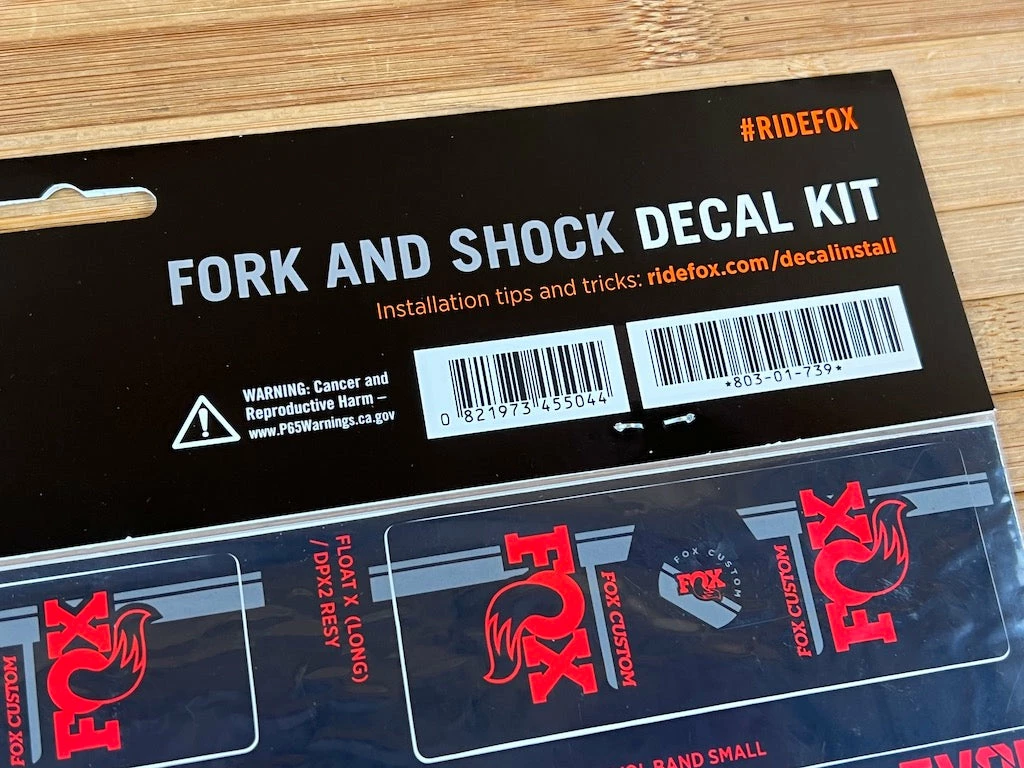 #RIDEFOX
FORK AND SHOCK DECAL KIT
Installation tips and tricks: ridefox.com/decalinstall
WARNING: Cancer and
Reproductive Harm –
www.P65Warnings.ca.gov
0 821973 455044
*803-01-739*
FOX CUSTOM
FOX
FLOAT X (LONG)
/DPX2 RESY
FOX
FOX CUSTOM
FOX CUSTOM
FOX
FOX CUSTOM
FOX
BAND SMALL